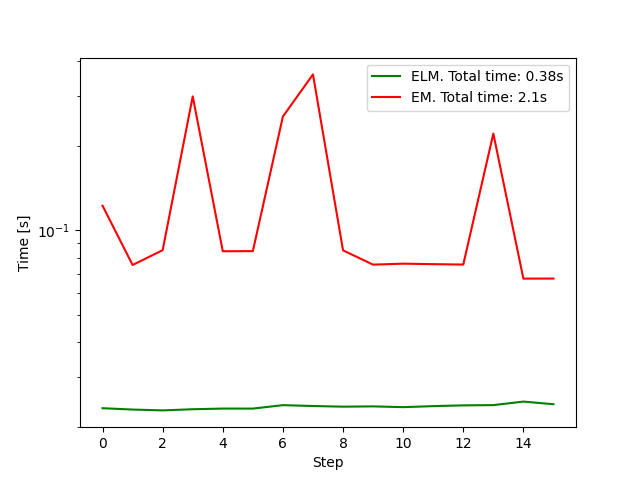 ELM. Total time: 0.38s
EM. Total time: 2.1s
Time [s]
10⁻¹
0 2 4 6 8 10 12 14
Step